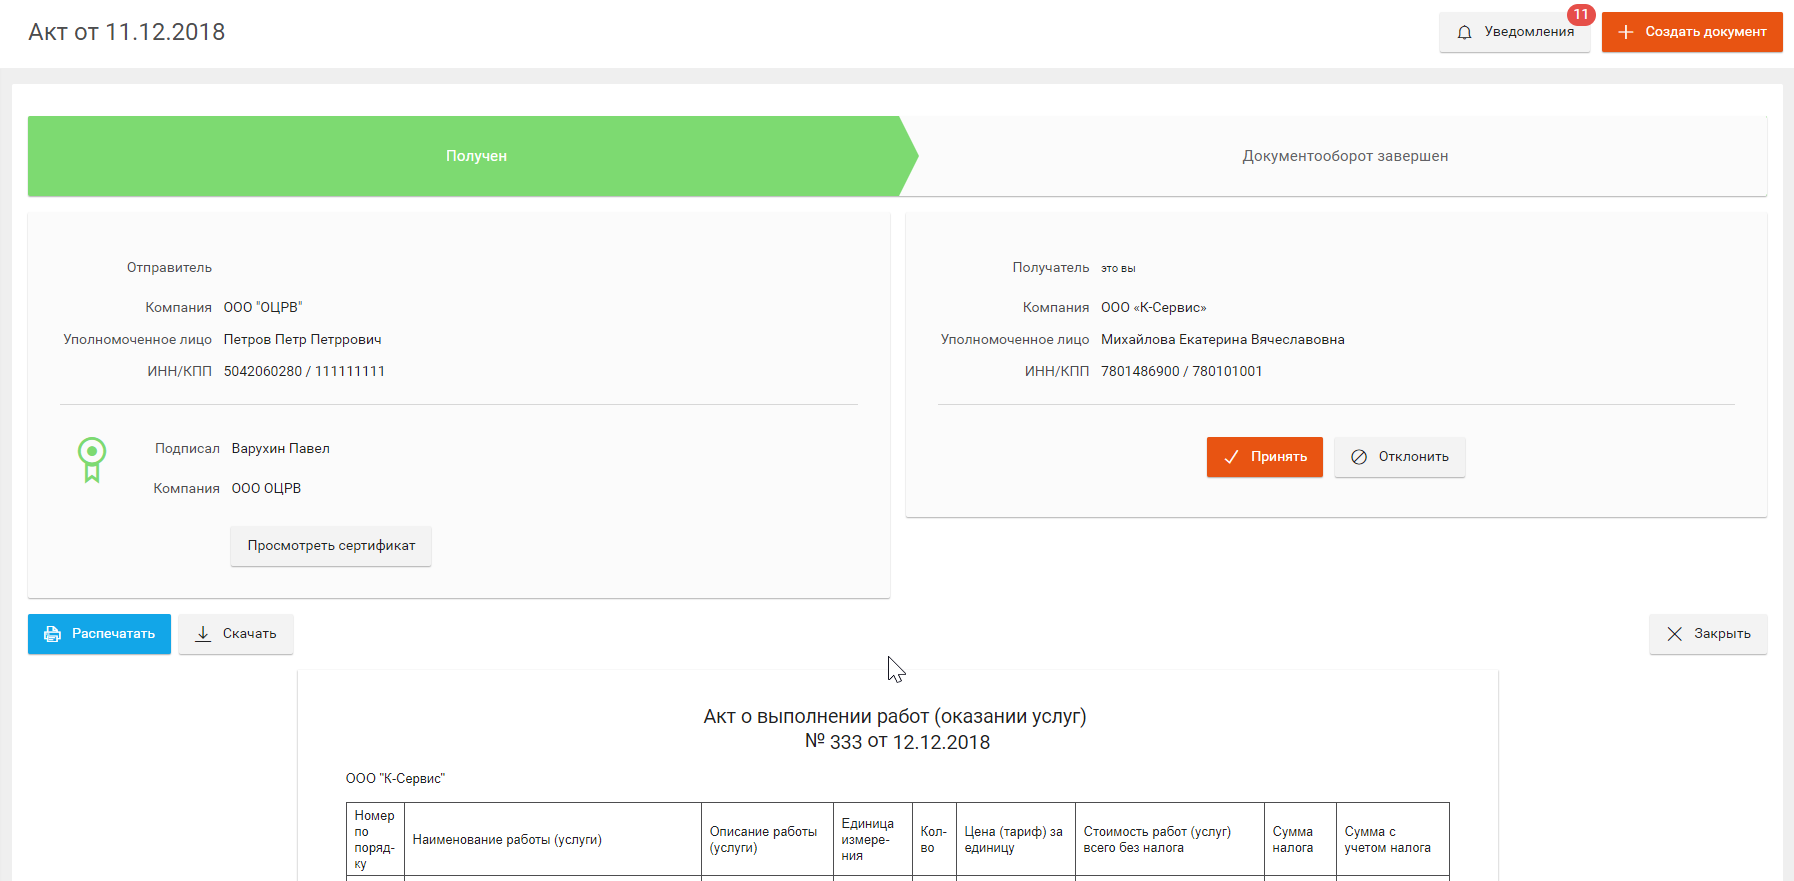 Акт от 11.12.2018
Уведомления
11
Создать документ
Получен
Документооборот завершен
Отправитель
Компания ООО "ОЦРВ"
Уполномоченное лицо Петров Петр Петррович
ИНН/КПП 5042060280 / 111111111
Подписал Варухин Павел
Компания ООО ОЦРВ
Просмотреть сертификат
Получатель это вы
Компания ООО «К-Сервис»
Уполномоченное лицо Михайлова Екатерина Вячеславовна
ИНН/КПП 7801486900 / 780101001
Принять
Отклонить
Распечатать
Скачать
Закрыть
Акт о выполнении работ (оказании услуг)
№ 333 от 12.12.2018
ООО "К-Сервис"
Номер
по
поряд-
ку
Наименование работы (услуги)
Описание работы
(услуги)
Единица
измере-
ния
Кол-
во
Цена (тариф) за
единицу
Стоимость работ (услуг)
всего без налога
Сумма
налога
Сумма с
учетом налога